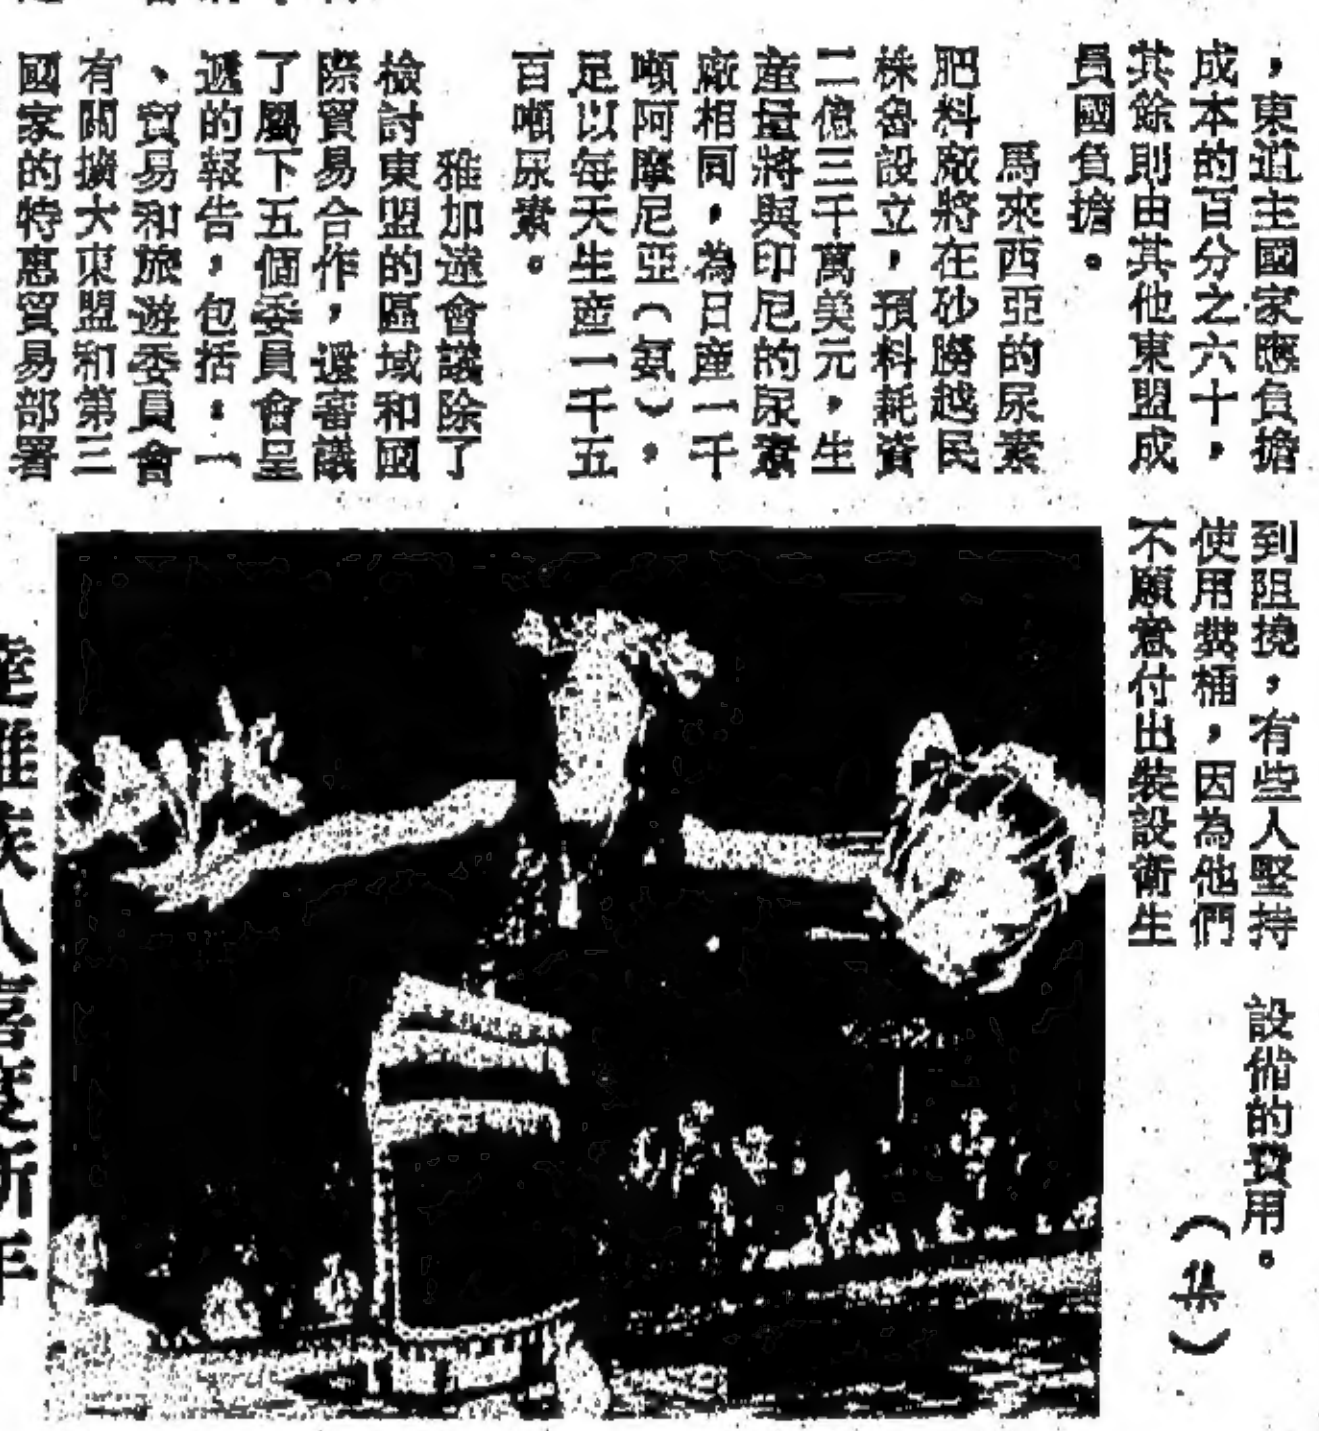 ，東道主國家應負擔
成本的百分之六十，
其餘則由其他東盟成
員國負擔。
馬來西亞的尿素
肥料廠將在砂勝越民
株魯設立，預料耗資
二億三千萬美元，生
產量將與印尼的尿素
廠相同，為日產一千
噸阿摩尼亞（氨），
足以每天生產一千五
百噸尿素。
雅加達會議除了
檢討東盟的區域和國
際貿易合作，還審議
了屬下五個委員會呈
遞的報告，包括：一
、貿易和旅遊委員會
有關擴大東盟和第三
國家的特惠貿易部署
到阻撓，有些人堅持
使用糞桶，因為他們
不願意付出裝設衛生
設備的費用。
（集）
達雅族人喜慶新年